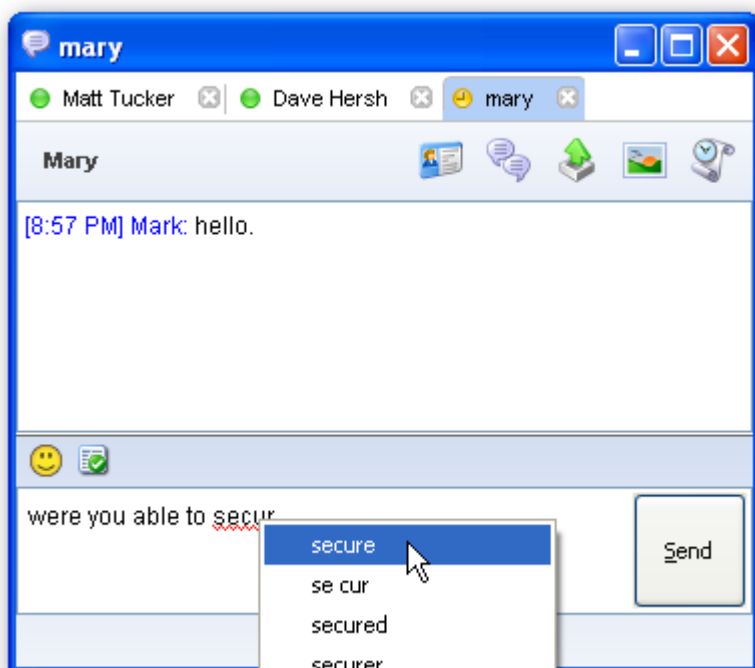 mary
Matt Tucker Dave Hersh mary
Mary
[8:57 PM] Mark: hello.
were you able to secur
Send
secure
se cur
secured
securer